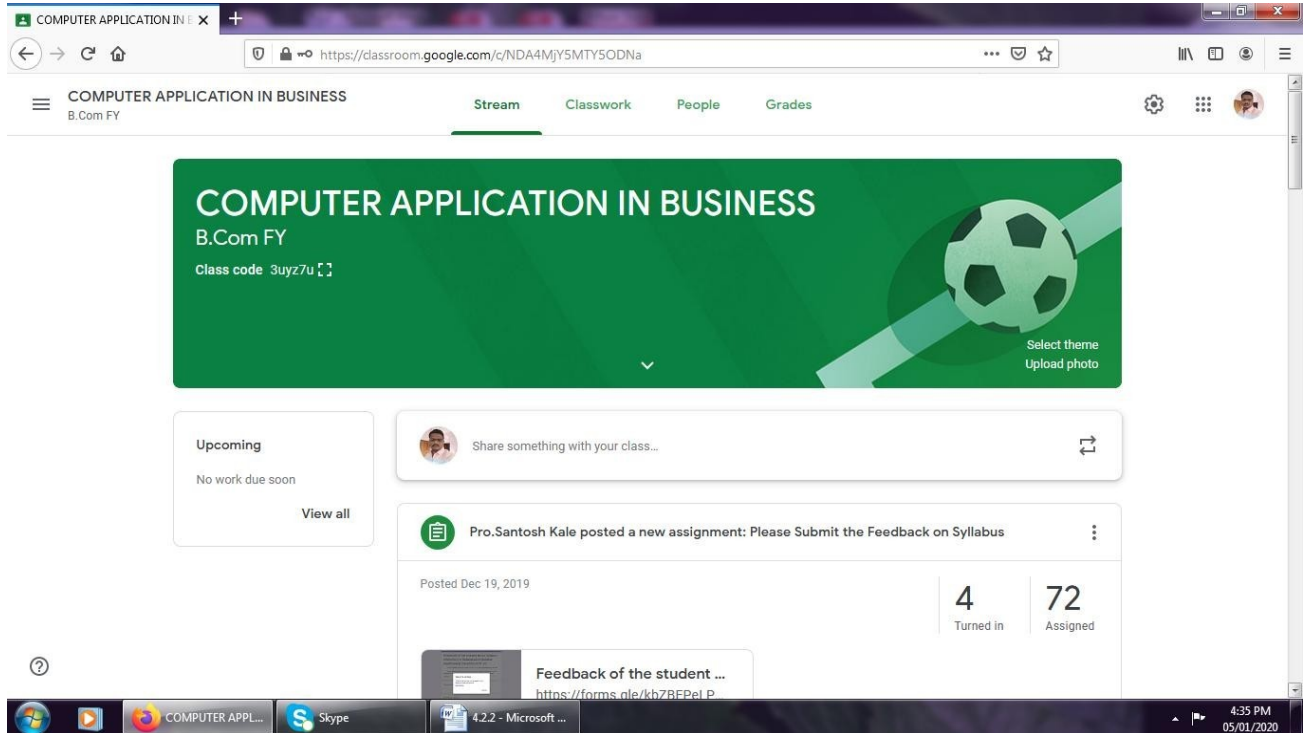 COMPUTER APPLICATION IN B
https://classroom.google.com/c/NDA4MjY5MTY5ODNa
COMPUTER APPLICATION IN BUSINESS
B.Com FY
Stream Classwork People Grades
COMPUTER APPLICATION IN BUSINESS
B.Com FY
Class code 3uyz7u
Select theme
Upload photo
Upcoming
No work due soon
View all
Share something with your class...
Pro.Santosh Kale posted a new assignment: Please Submit the Feedback on Syllabus
Posted Dec 19, 2019
4
Turned in
72
Assigned
Feedback of the student ...
https://forms.gle/kbZBFPeLP...
COMPUTER APPL... Skype 4.2.2 - Microsoft ...
4:35 PM
05/01/2020